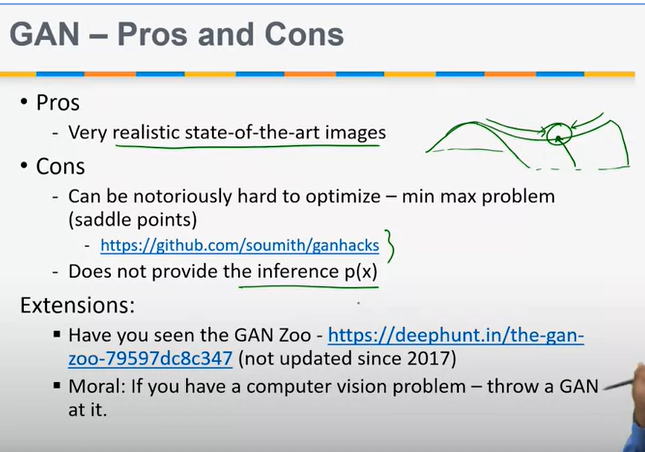 GAN – Pros and Cons
• Pros
- Very realistic state-of-the-art images
• Cons
- Can be notoriously hard to optimize – min max problem
(saddle points)
- https://github.com/soumith/ganhacks
- Does not provide the inference p(x)
Extensions:
▪ Have you seen the GAN Zoo - https://deephunt.in/the-gan-
zoo-79597dc8c347 (not updated since 2017)
▪ Moral: If you have a computer vision problem – throw a GAN
at it.